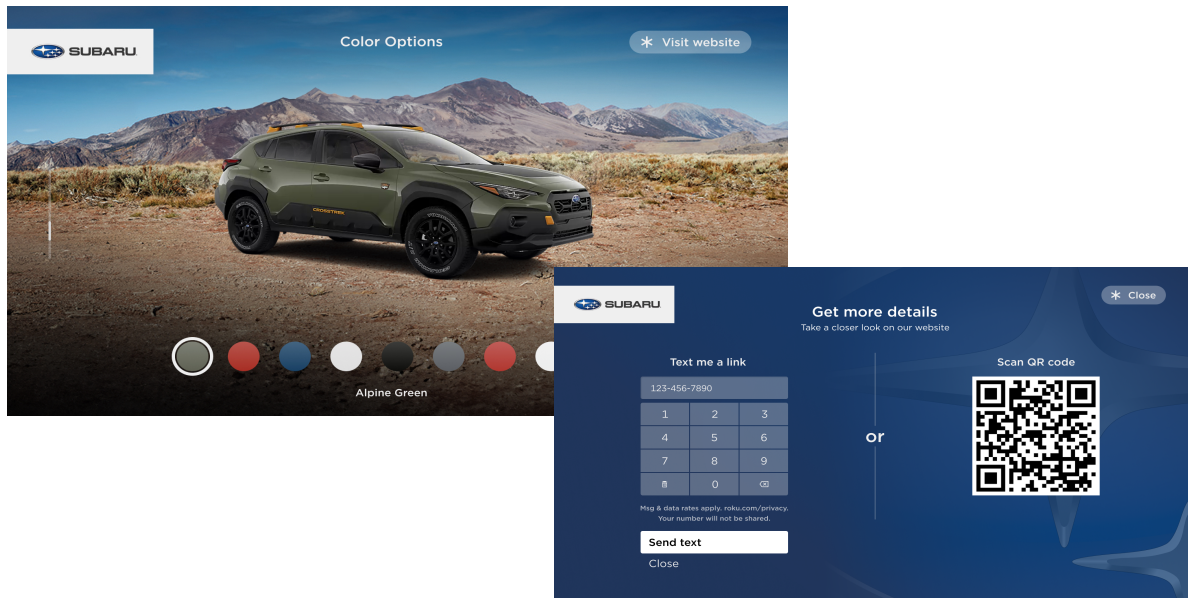 SUBARU
Color Options
Visit website
CROSSTREK
Alpine Green
SUBARU
Close
Get more details
Take a closer look on our website
Text me a link
123-456-7890
1 2 3
4 5 6
7 8 9
0
Msg & data rates apply. roku.com/privacy.
Your number will not be shared.
Send text
Close
or
Scan QR code